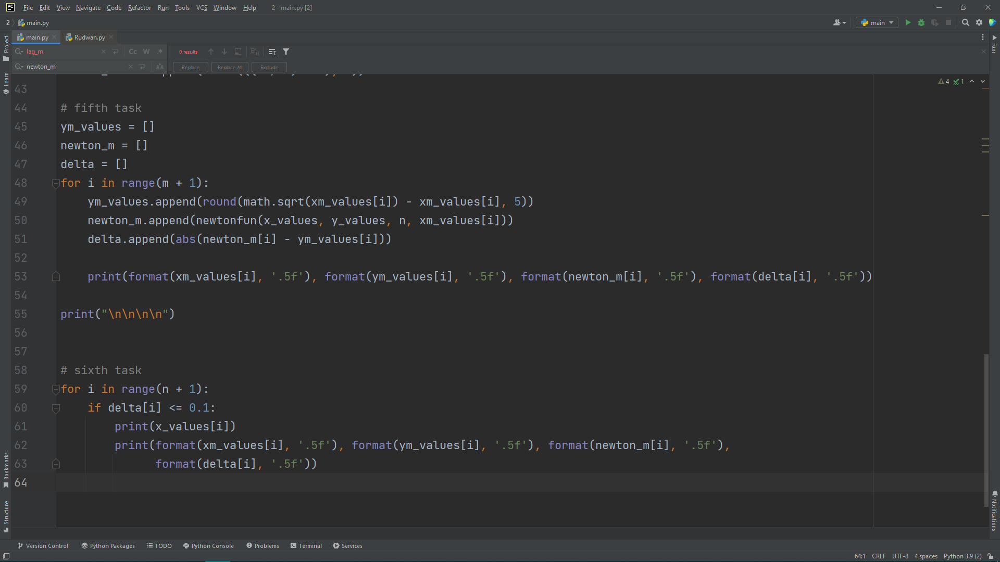 PC File Edit View Navigate Code Refactor Run Tools VCS Window Help 2 - main.py [2]
2 main.py main
main.py Rudwan.py
lag_m Cc W .* 0 results
newton_m Replace Replace All Exclude
4 1
43
44 # fifth task
45 ym_values = []
46 newton_m = []
47 delta = []
48 for i in range(m + 1):
49 ym_values.append(round(math.sqrt(xm_values[i]) - xm_values[i], 5))
50 newton_m.append(newtonfun(x_values, y_values, n, xm_values[i]))
51 delta.append(abs(newton_m[i] - ym_values[i]))
52
53 print(format(xm_values[i], '.5f'), format(ym_values[i], '.5f'), format(newton_m[i], '.5f'), format(delta[i], '.5f'))
54
55 print("\n\n\n\n")
56
57
58 # sixth task
59 for i in range(n + 1):
60 if delta[i] <= 0.1:
61 print(x_values[i])
62 print(format(xm_values[i], '.5f'), format(ym_values[i], '.5f'), format(newton_m[i], '.5f'),
63 format(delta[i], '.5f'))
64
Project
Learn
Bookmarks
Structure
Run
Notifications
Version Control Python Packages TODO Python Console Problems Terminal Services
64:1 CRLF UTF-8 4 spaces Python 3.9 (2)